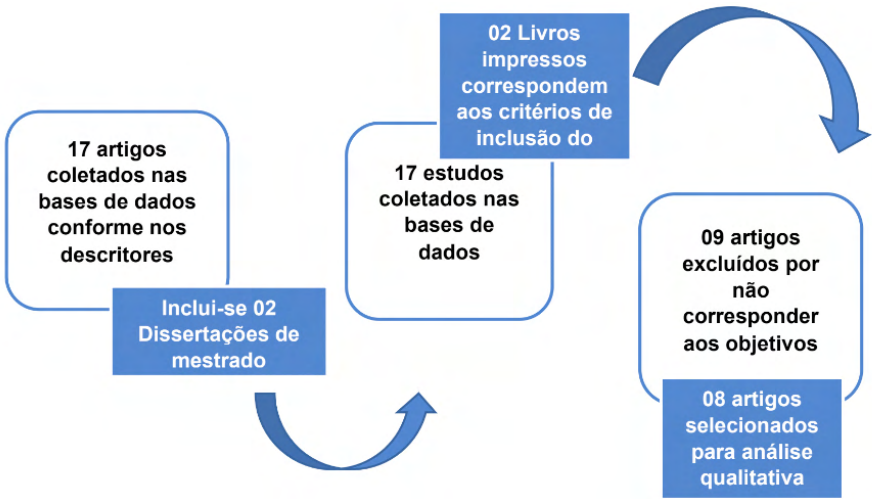 17 artigos
coletados nas
bases de dados
conforme nos
descritores
Inclui-se 02
Dissertações de
mestrado
02 Livros
impressos
correspondem
aos critérios de
inclusão do
17 estudos
coletados nas
bases de
dados
09 artigos
excluídos por
não
corresponder
aos objetivos
08 artigos
selecionados
para análise
qualitativa